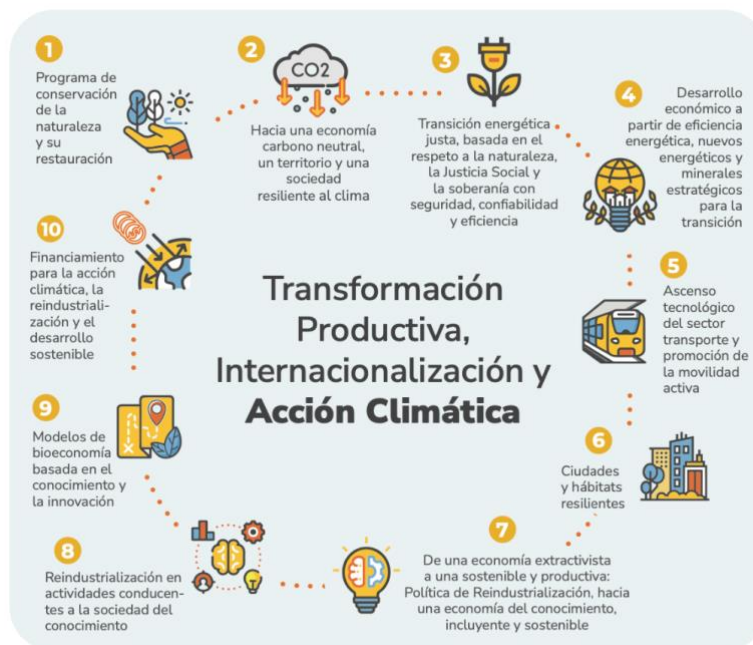 1
Programa de
conservación
de la
naturaleza
y su
restauración
2
CO2
Hacia una economía
carbono neutral,
un territorio y una
sociedad
resiliente al clima
3
Transición energética
justa, basada en el
respeto a la naturaleza,
la Justicia Social y
la soberanía con
seguridad, confiabilidad
y eficiencia
4
Desarrollo
económico a
partir de eficiencia
energética, nuevos
energéticos y
minerales
estratégicos
para la
transición
5
Ascenso
tecnológico
del sector
transporte y
promoción de
la movilidad
activa
6
Ciudades
y hábitats
resilientes
7
De una economía extractivista
a una sostenible y productiva:
Política de Reindustrialización, hacia
una economía del conocimiento,
incluyente y sostenible
8
Reindustrialización en
actividades conducen-
tes a la sociedad del
conocimiento
9
Modelos de
bioeconomía
basada en el
conocimiento y
la innovación
10
Financiamiento
para la acción
climática, la
reindustriali-
zación y el
desarrollo
sostenible
Transformación
Productiva,
Internacionalización y
Acción Climática